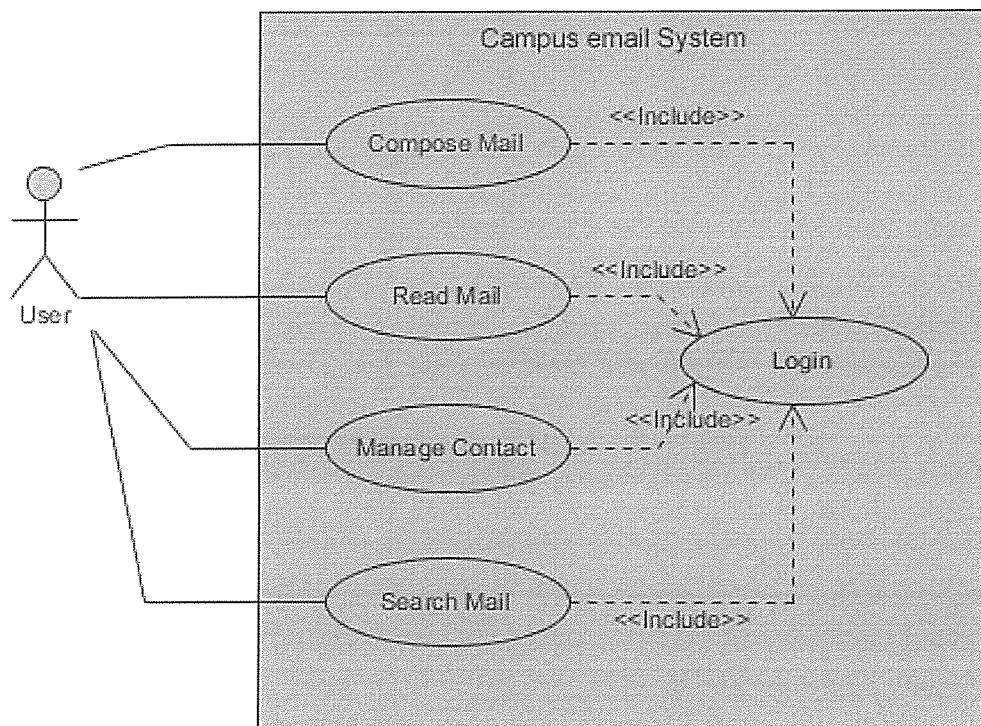 Campus email System
<<Include>>
Compose Mail
<<Include>>
Read Mail
User
Login
<<Include>>
Manage Contact
Search Mail
<<Include>>